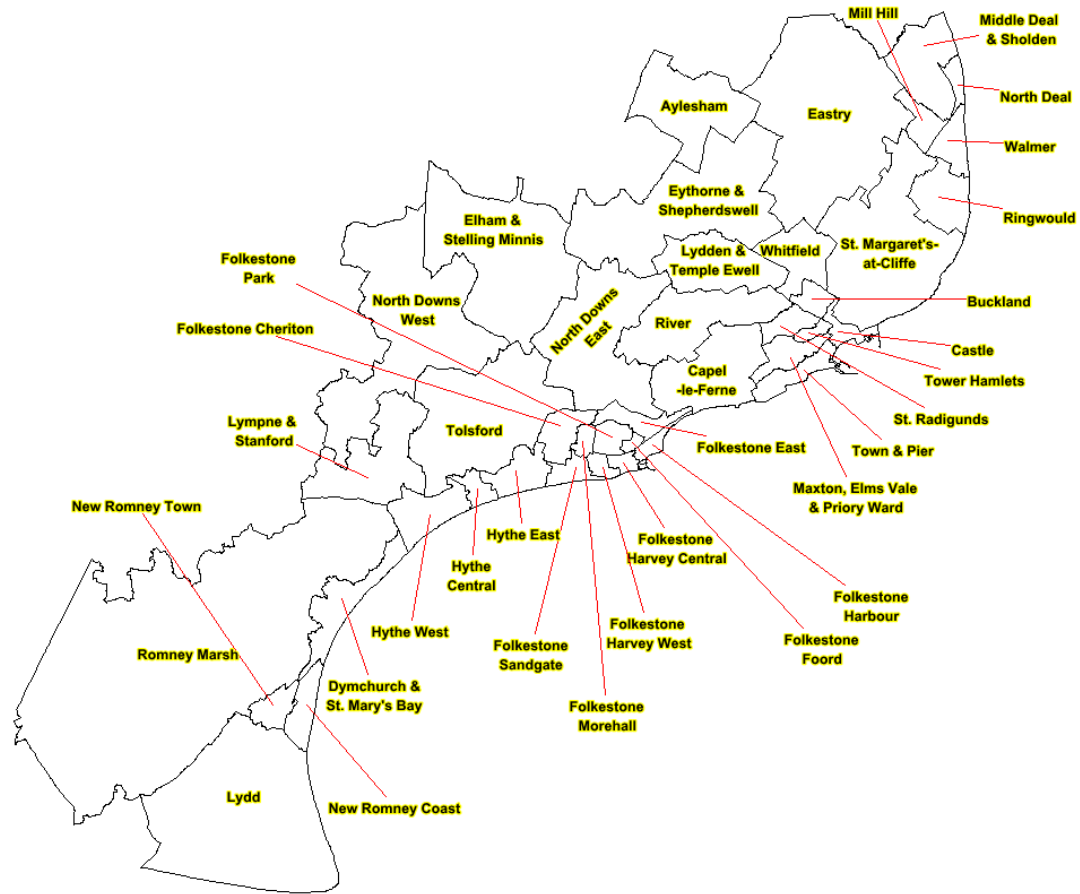 Mill Hill
Middle Deal
& Sholden
North Deal
Aylesham
Eastry
Walmer
Eythorne &
Shepherdswell
Ringwould
Elham &
Stelling Minnis
Lydden &
Temple Ewell
Whitfield
St. Margaret's-
at-Cliffe
Folkestone
Park
North Downs
West
North Downs
East
Buckland
Folkestone Cheriton
River
Castle
Capel
-le-Ferne
Tower Hamlets
St. Radigunds
Lympne &
Stanford
Tolsford
Folkestone East
Town & Pier
Maxton, Elms Vale
& Priory Ward
New Romney Town
Hythe East
Folkestone
Harvey Central
Hythe
Central
Folkestone
Harbour
Hythe West
Folkestone
Sandgate
Folkestone
Harvey West
Folkestone
Foord
Romney Marsh
Dymchurch &
St. Mary's Bay
Folkestone
Morehall
Lydd
New Romney Coast